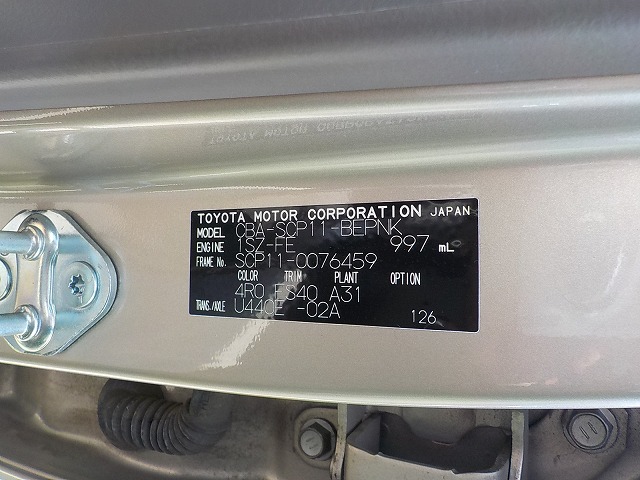 TOYOTA MOTOR CORPORATION JAPAN
MODEL CBA-SCP11-BEPNK
ENGINE 1SZ-FE 997 mL
FRAME No. SCP11-0076459
COLOR TRIM PLANT OPTION
4R0 FS40 A31
TRANS./AXLE U440E -02A
126